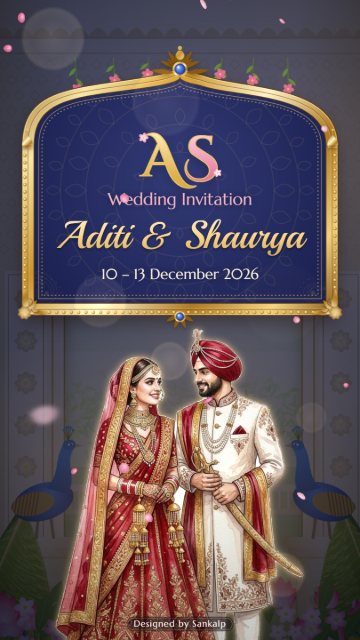 AS
Wedding Invitation
Aditi & Shaurya
10 – 13 December 2026
Designed by Sankalp